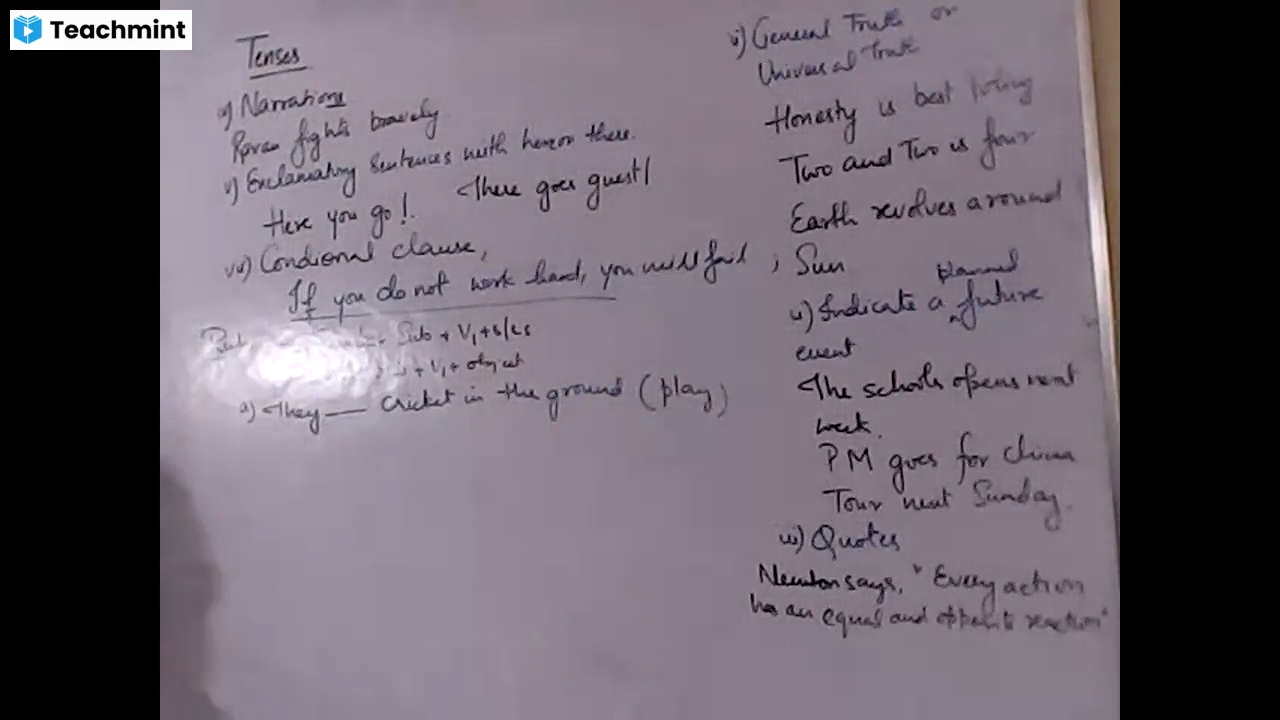 Teachmint
Tenses
iv) Narrations
fights bravely
v) Exclamatory Sentences with here or there.
Here you go! There goes guest!
Condional clause,
If you do not work hard, you will fail ;
Sub + V1 + s/es
+ V1 + object
a) They — cricket in the ground (play)
General Truth or
Universal Truth
Honesty is best
Two and Two is four
Earth revolves around
Sun
planned
ii) Indicate a ^ future
event
The schools opens next
week.
PM goes for China
Tour next Sunday.
iii) Quotes
Newton says, " Every action
has an equal and opposite reaction"